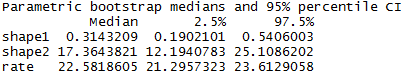 Parametric bootstrap medians and 95% percentile CI
Median 2.5% 97.5%
shape1 0.3143209 0.1902101 0.5406003
shape2 17.3643821 12.1940783 25.1086202
rate 22.5818605 21.2957323 23.6129058